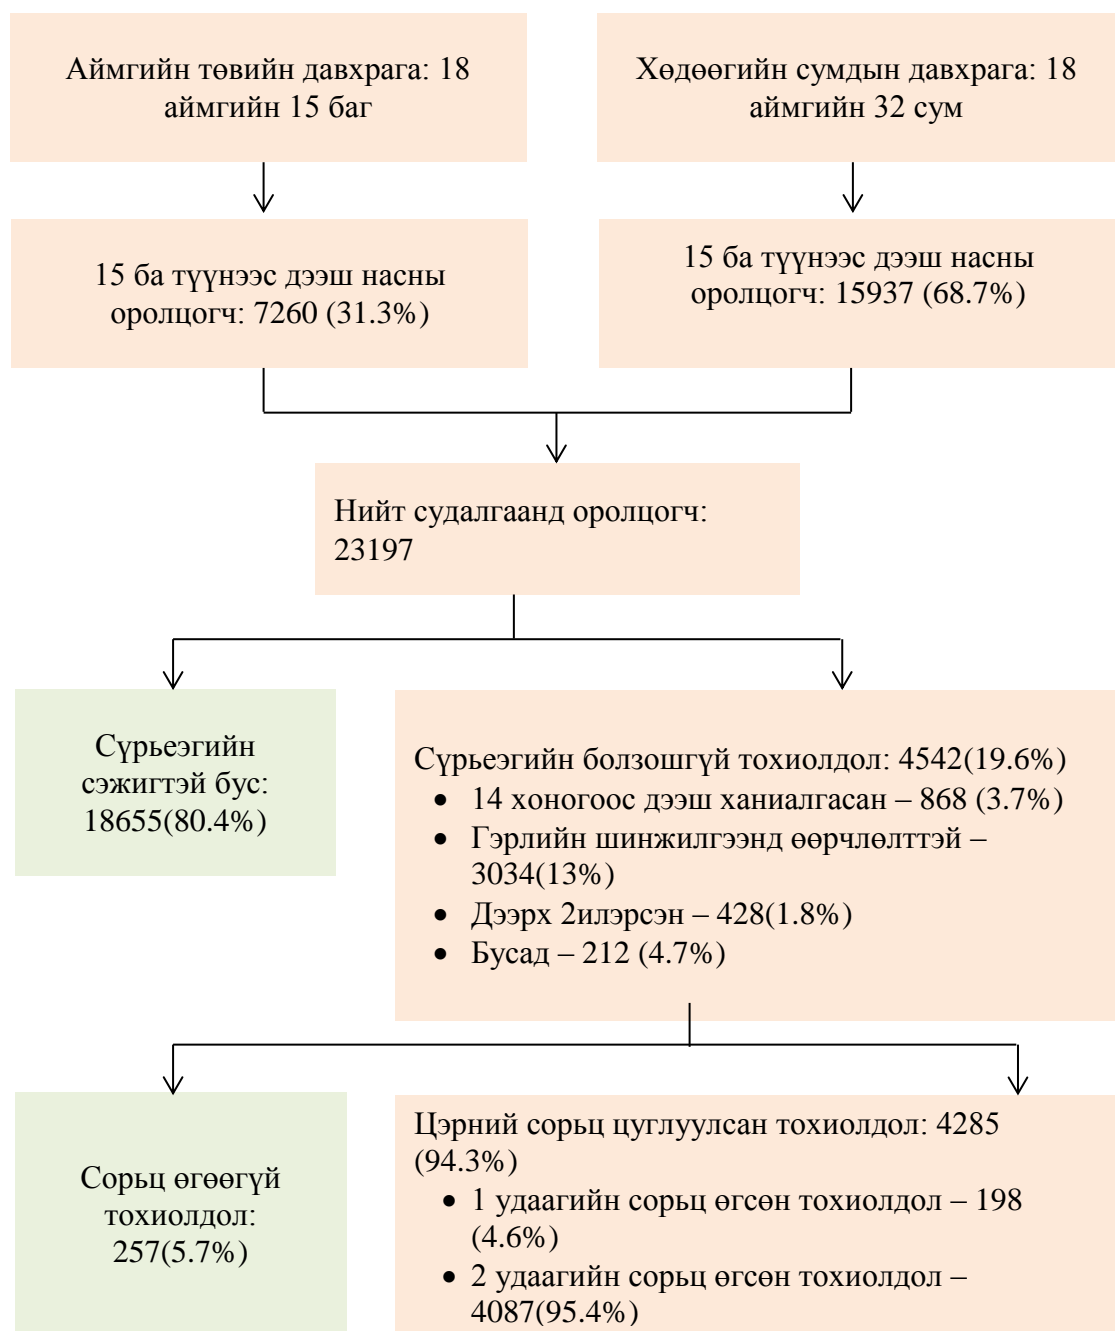 Аймгийн төвийн давхрага: 18
аймгийн 15 баг
Хөдөөгийн сумдын давхрага: 18
аймгийн 32 сум
15 ба түүнээс дээш насны
оролцогч: 7260 (31.3%)
15 ба түүнээс дээш насны
оролцогч: 15937 (68.7%)
Нийт судалгаанд оролцогч:
23197
Сүрьеэгийн
сэжигтэй бус:
18655(80.4%)
Сүрьеэгийн болзошгүй тохиолдол: 4542(19.6%)
• 14 хоногоос дээш ханиалгасан – 868 (3.7%)
• Гэрлийн шинжилгээнд өөрчлөлттэй –
3034(13%)
• Дээрх 2илэрсэн – 428(1.8%)
• Бусад – 212 (4.7%)
Сорьц өгөөгүй
тохиолдол:
257(5.7%)
Цэрний сорьц цуглуулсан тохиолдол: 4285
(94.3%)
• 1 удаагийн сорьц өгсөн тохиолдол – 198
(4.6%)
• 2 удаагийн сорьц өгсөн тохиолдол –
4087(95.4%)